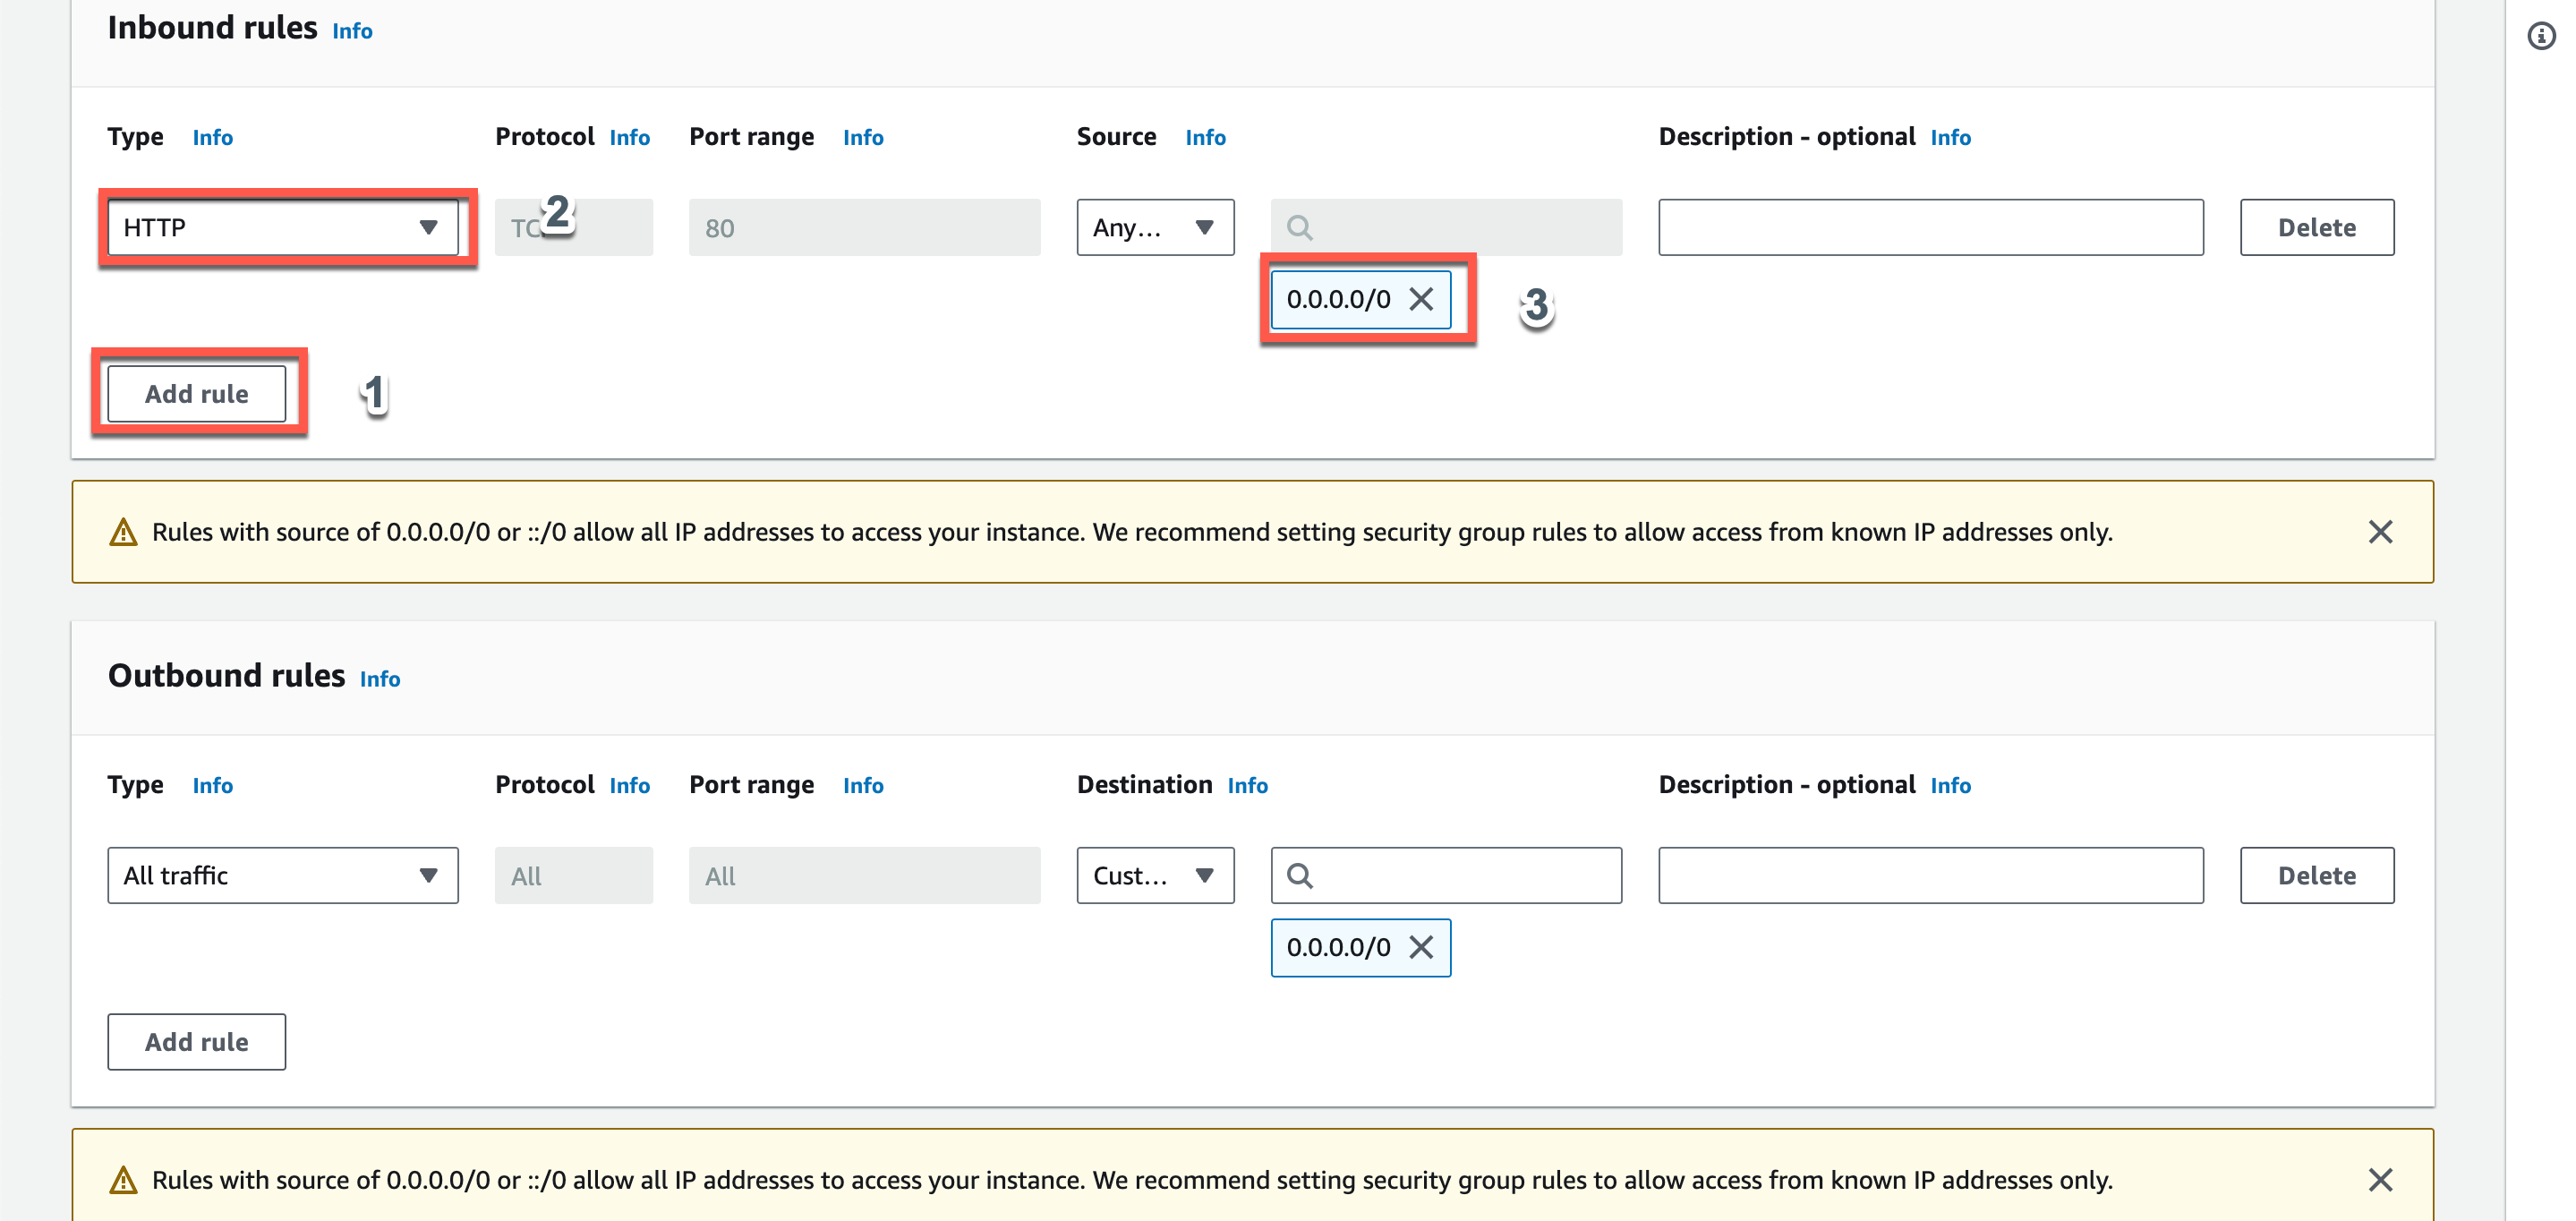 Inbound rules Info
Type Info Protocol Info Port range Info Source Info Description - optional Info
HTTP TC 2 80 Any... Delete
0.0.0.0/0 3
Add rule 1
Rules with source of 0.0.0.0/0 or ::/0 allow all IP addresses to access your instance. We recommend setting security group rules to allow access from known IP addresses only.
Outbound rules Info
Type Info Protocol Info Port range Info Destination Info Description - optional Info
All traffic All All Cust... Delete
0.0.0.0/0
Add rule
Rules with source of 0.0.0.0/0 or ::/0 allow all IP addresses to access your instance. We recommend setting security group rules to allow access from known IP addresses only.